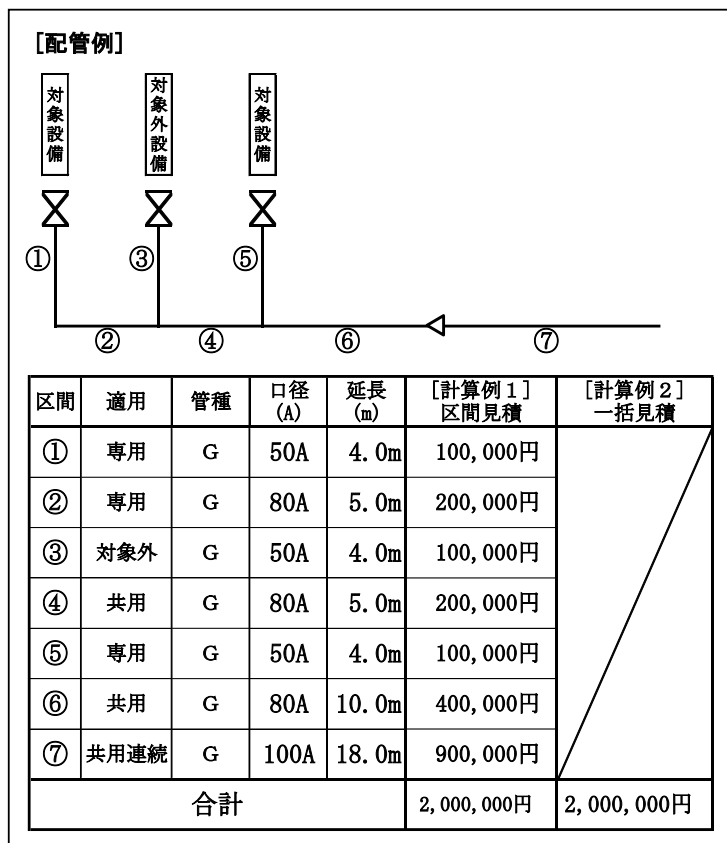 [配管例]
対象設備
対象外設備
対象設備
① ③ ⑤
② ④ ⑥ ⑦
区間 適用 管種 口径(A) 延長(m) [計算例1]区間見積 [計算例2]一括見積
① 専用 G 50A 4.0m 100,000円
② 専用 G 80A 5.0m 200,000円
③ 対象外 G 50A 4.0m 100,000円
④ 共用 G 80A 5.0m 200,000円
⑤ 専用 G 50A 4.0m 100,000円
⑥ 共用 G 80A 10.0m 400,000円
⑦ 共用連続 G 100A 18.0m 900,000円
合計 2,000,000円 2,000,000円